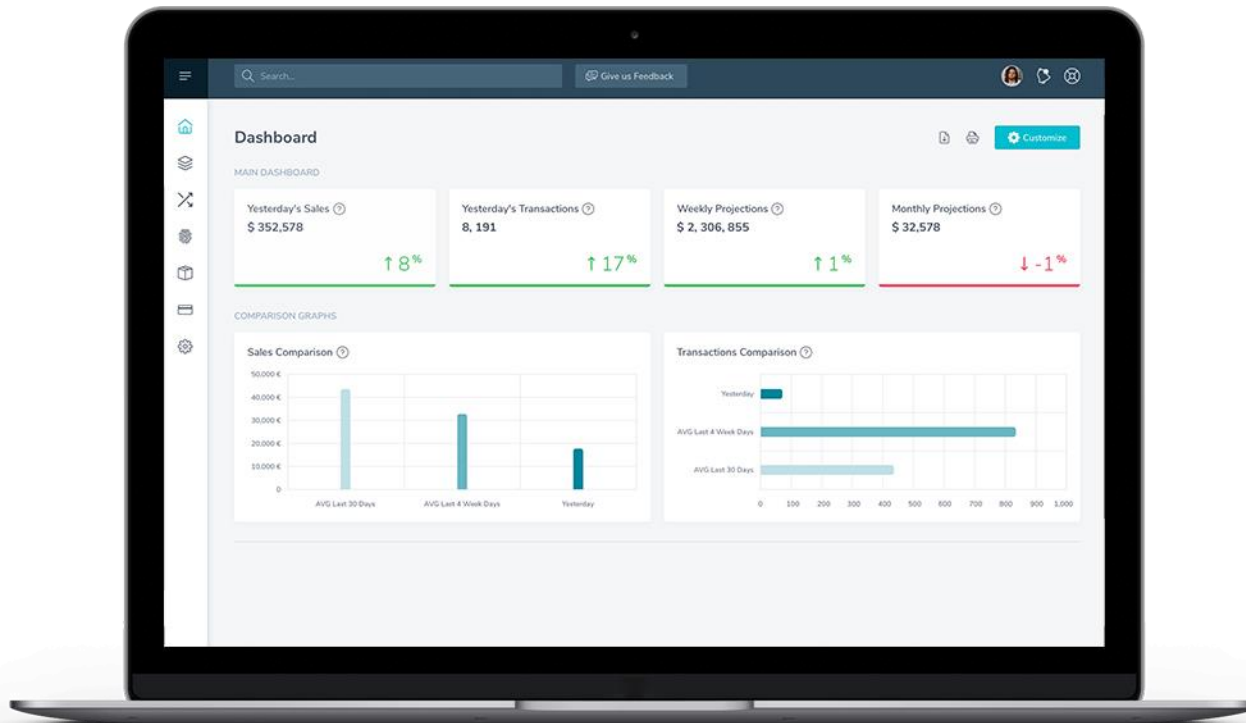 Search...
Give us Feedback
Dashboard
Customize
MAIN DASHBOARD
Yesterday's Sales
$ 352,578
↑ 8%
Yesterday's Transactions
8, 191
↑ 17%
Weekly Projections
$ 2, 306, 855
↑ 1%
Monthly Projections
$ 32,578
↓ -1%
COMPARISON GRAPHS
Sales Comparison
50.000 €
40.000 €
30,000 €
20.000 €
10.000 €
0
AVG Last 30 Days
AVG Last 4 Week Days
Yesterday
Transactions Comparison
Yesterday
AVG Last 4 Week Days
AVG Last 30 Days
0 100 200 300 400 500 600 700 800 900 1.000